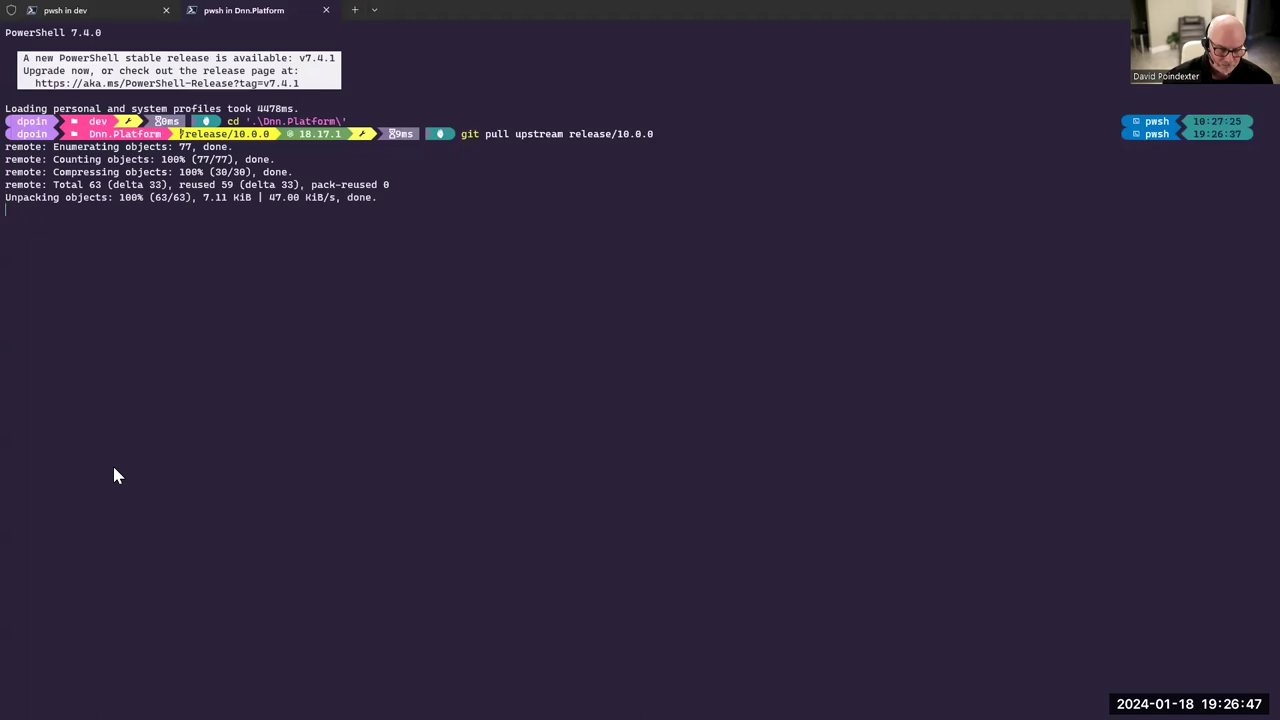 pwsh in dev
pwsh in Dnn.Platform
PowerShell 7.4.0
A new PowerShell stable release is available: v7.4.1
Upgrade now, or check out the release page at:
https://aka.ms/PowerShell-Release?tag=v7.4.1
Loading personal and system profiles took 4478ms.
dpoin dev 0ms cd '.\Dnn.Platform\' pwsh 10:27:25
dpoin Dnn.Platform release/10.0.0 18.17.1 9ms git pull upstream release/10.0.0 pwsh 19:26:37
remote: Enumerating objects: 77, done.
remote: Counting objects: 100% (77/77), done.
remote: Compressing objects: 100% (30/30), done.
remote: Total 63 (delta 33), reused 59 (delta 33), pack-reused 0
Unpacking objects: 100% (63/63), 7.11 KiB | 47.00 KiB/s, done.
David Poindexter
2024-01-18 19:26:47